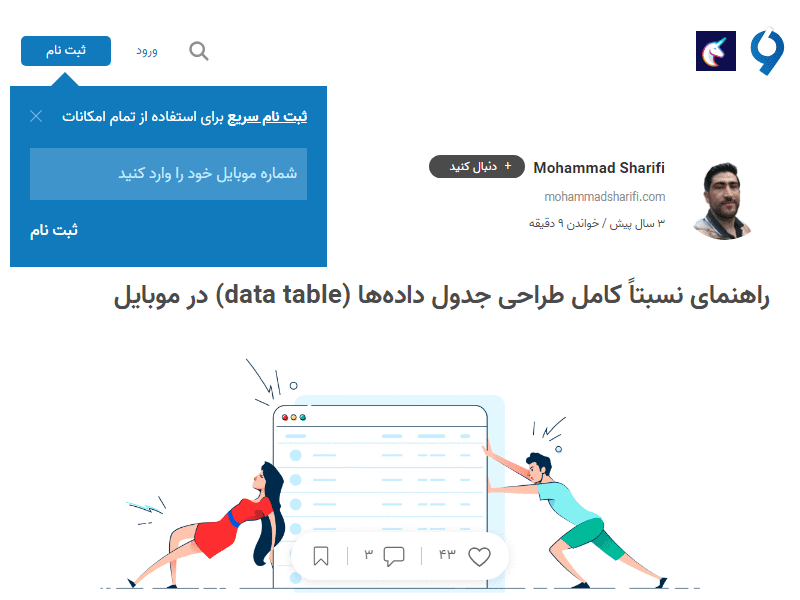 ثبت نام
ورود
ثبت نام سریع برای استفاده از تمام امکانات
شماره موبایل خود را وارد کنید
ثبت نام
Mohammad Sharifi
+ دنبال کنید
mohammadsharifi.com
۳ سال پیش / خواندن ۹ دقیقه
راهنمای نسبتاً کامل طراحی جدول داده‌ها (data table) در موبایل
۴۳
۳